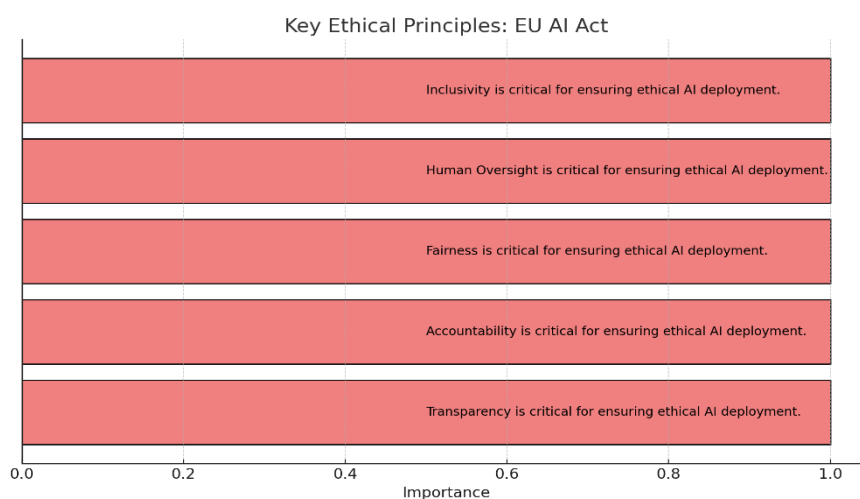 Key Ethical Principles: EU AI Act
Inclusivity is critical for ensuring ethical AI deployment.
Human Oversight is critical for ensuring ethical AI deployment.
Fairness is critical for ensuring ethical AI deployment.
Accountability is critical for ensuring ethical AI deployment.
Transparency is critical for ensuring ethical AI deployment.
0.0 0.2 0.4 0.6 0.8 1.0
Importance